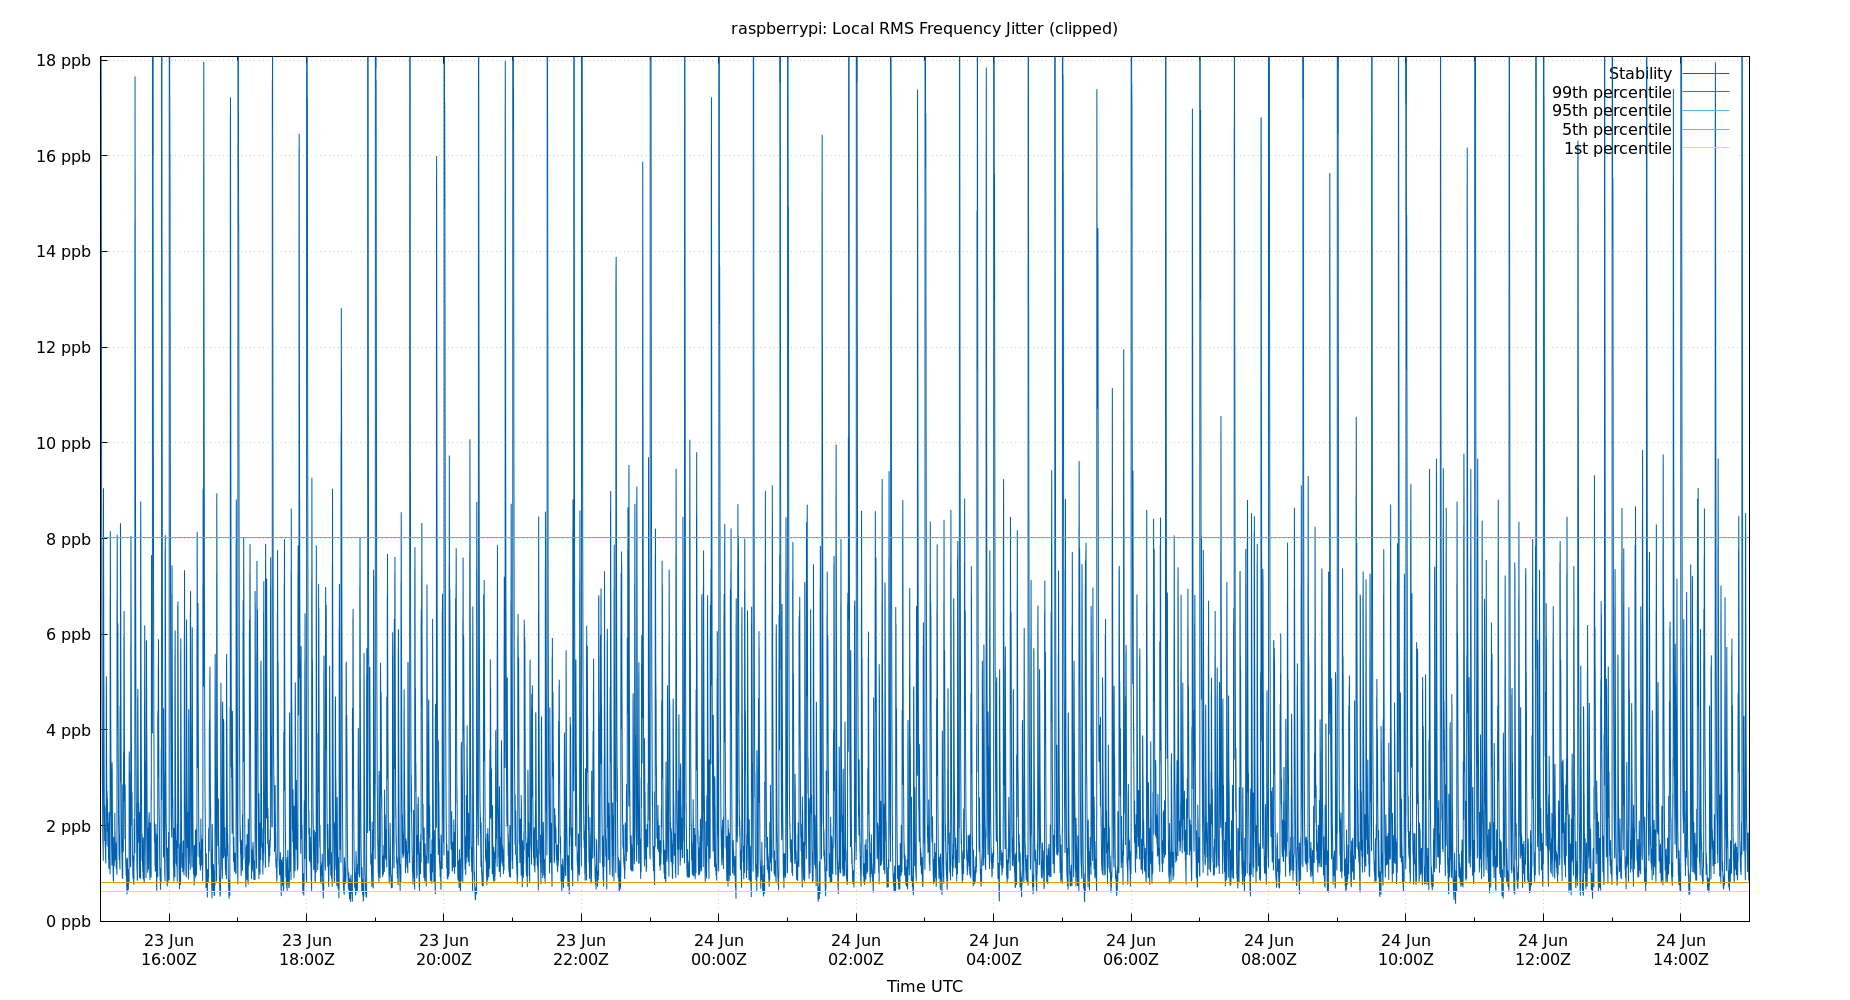 raspberrypi: Local RMS Frequency Jitter (clipped)
18 ppb
16 ppb
14 ppb
12 ppb
10 ppb
8 ppb
6 ppb
4 ppb
2 ppb
0 ppb
Stability
99th percentile
95th percentile
5th percentile
1st percentile
23 Jun 23 Jun 23 Jun 23 Jun 24 Jun 24 Jun 24 Jun 24 Jun 24 Jun 24 Jun 24 Jun 24 Jun
16:00Z 18:00Z 20:00Z 22:00Z 00:00Z 02:00Z 04:00Z 06:00Z 08:00Z 10:00Z 12:00Z 14:00Z
Time UTC